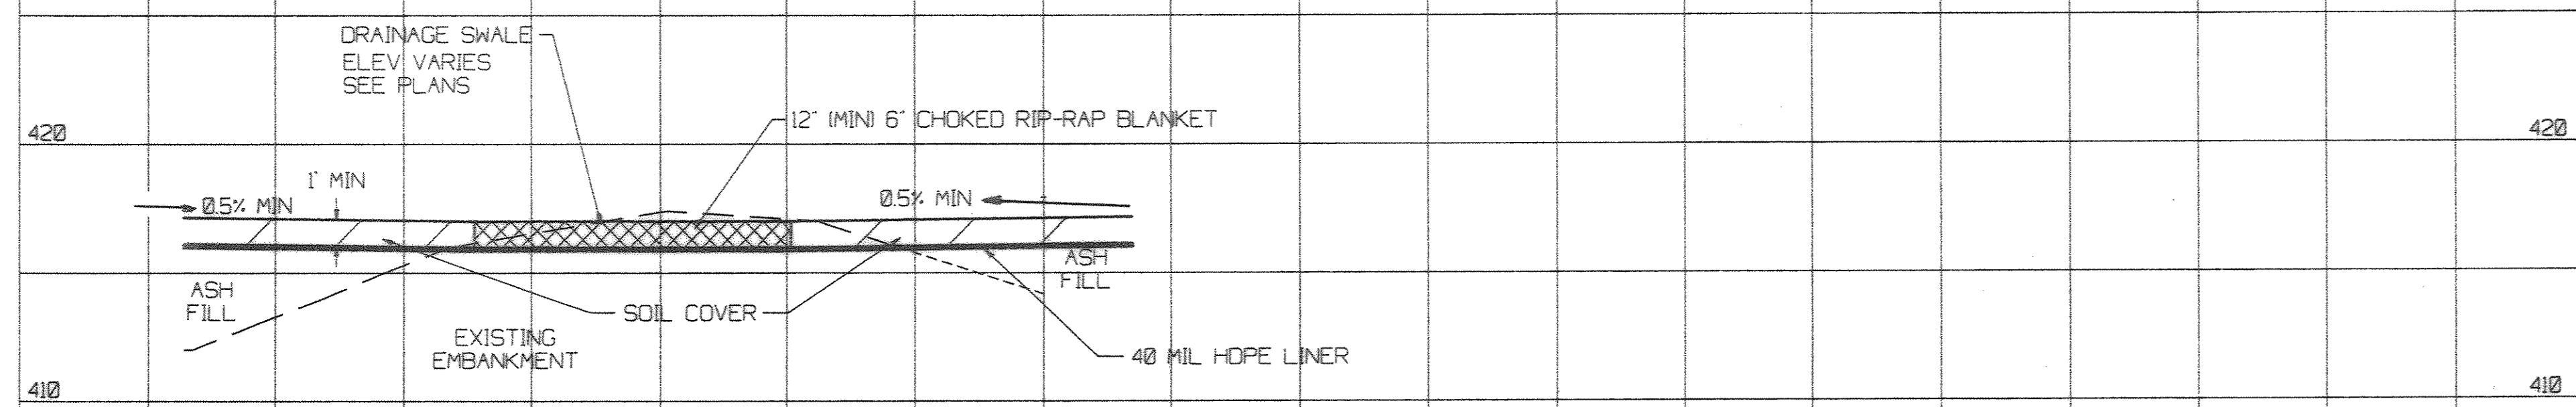 DRAINAGE SWALE
ELEV VARIES
SEE PLANS
12" (MIN) 6" CHOKED RIP-RAP BLANKET
420
420
1' MIN
0.5% MIN
0.5% MIN
ASH
FILL
ASH
FILL
SOIL COVER
EXISTING
EMBANKMENT
40 MIL HDPE LINER
410
410